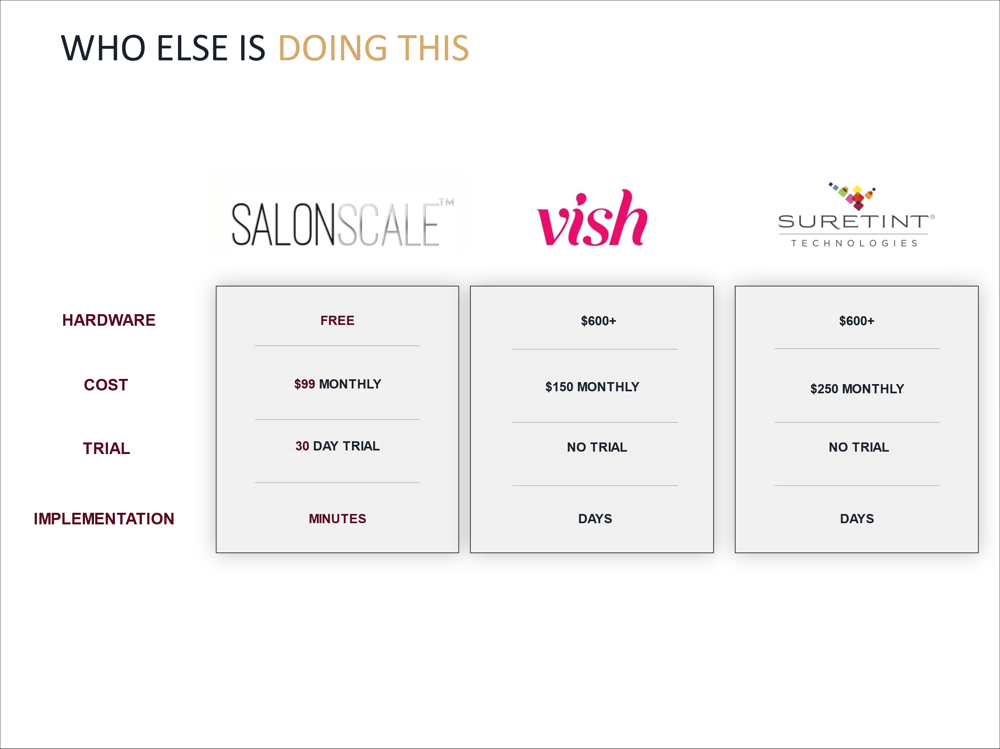 WHO ELSE IS DOING THIS
SALONSCALE™
vish
SURETINT®
TECHNOLOGIES
HARDWARE
FREE
$600+
$600+
COST
$99 MONTHLY
$150 MONTHLY
$250 MONTHLY
TRIAL
30 DAY TRIAL
NO TRIAL
NO TRIAL
IMPLEMENTATION
MINUTES
DAYS
DAYS